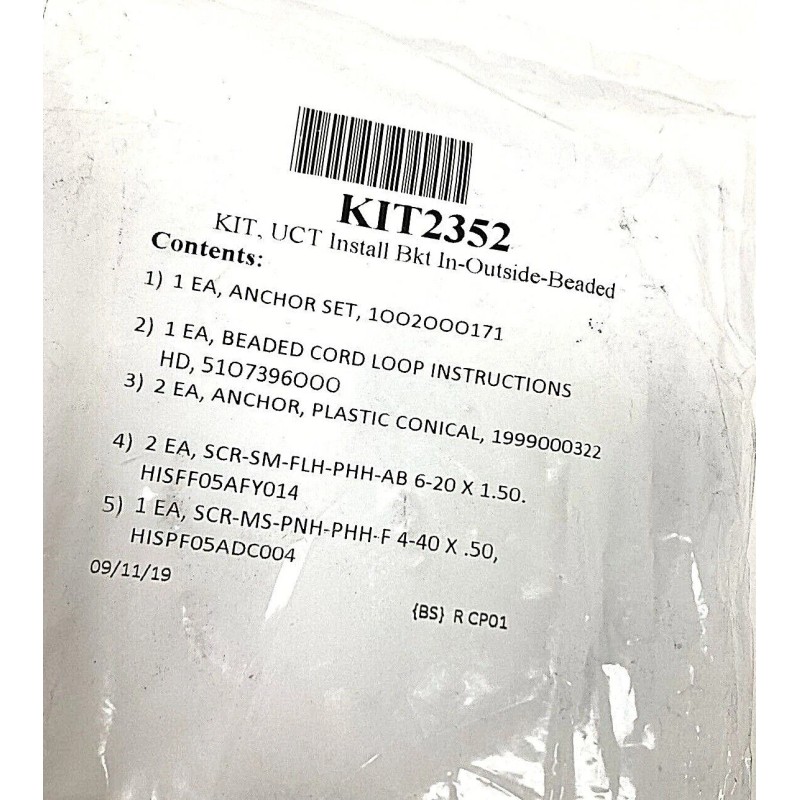 KIT2352
KIT, UCT Install Bkt In-Outside-Beaded
Contents:
1) 1 EA, ANCHOR SET, 1OO2OOO171
2) 1 EA, BEADED CORD LOOP INSTRUCTIONS
HD, 51O7396OOO
3) 2 EA, ANCHOR, PLASTIC CONICAL, 1999000322
4) 2 EA, SCR-SM-FLH-PHH-AB 6-20 X 1.50.
HISFF05AFY014
5) 1 EA, SCR-MS-PNH-PHH-F 4-40 X .50,
HISPF05ADC004
09/11/19
{BS} R CP01